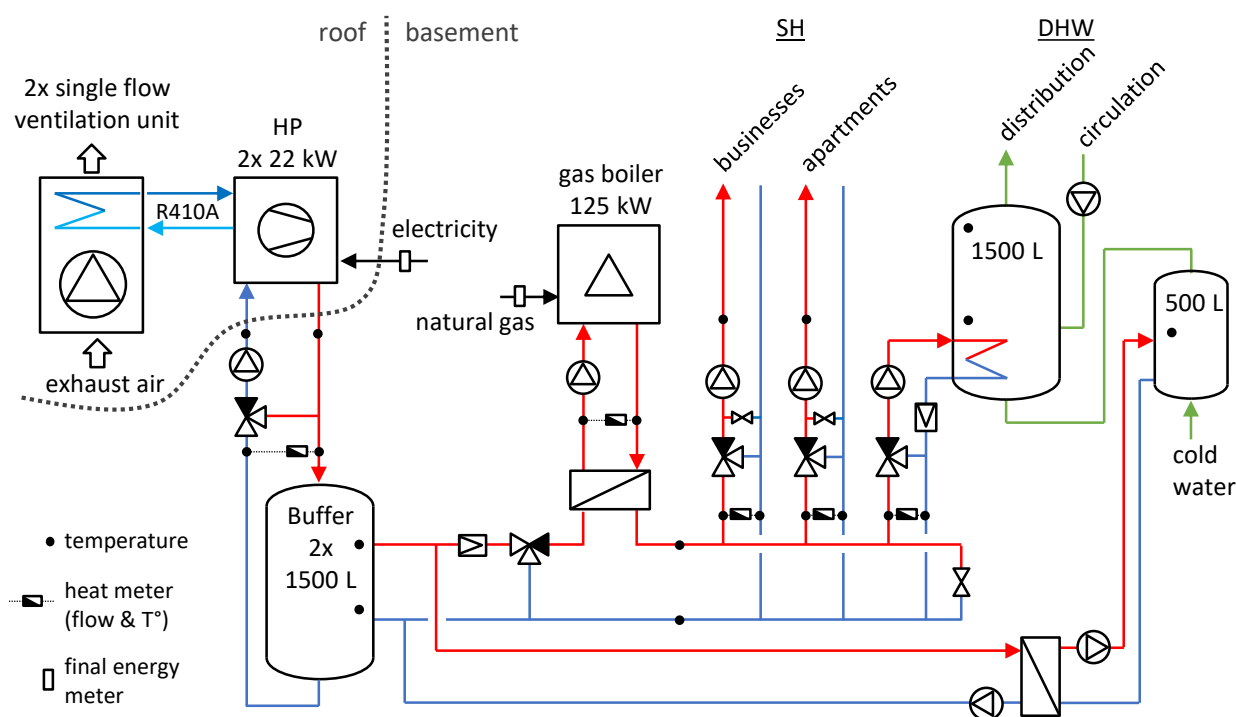 roof basement
SH
DHW
2x single flow
ventilation unit
HP
2x 22 kW
businesses
apartments
distribution
circulation
gas boiler
125 kW
R410A
electricity
1500 L
500 L
natural gas
exhaust air
cold
water
Buffer
2x
1500 L
temperature
heat meter
(flow & T°)
final energy
meter